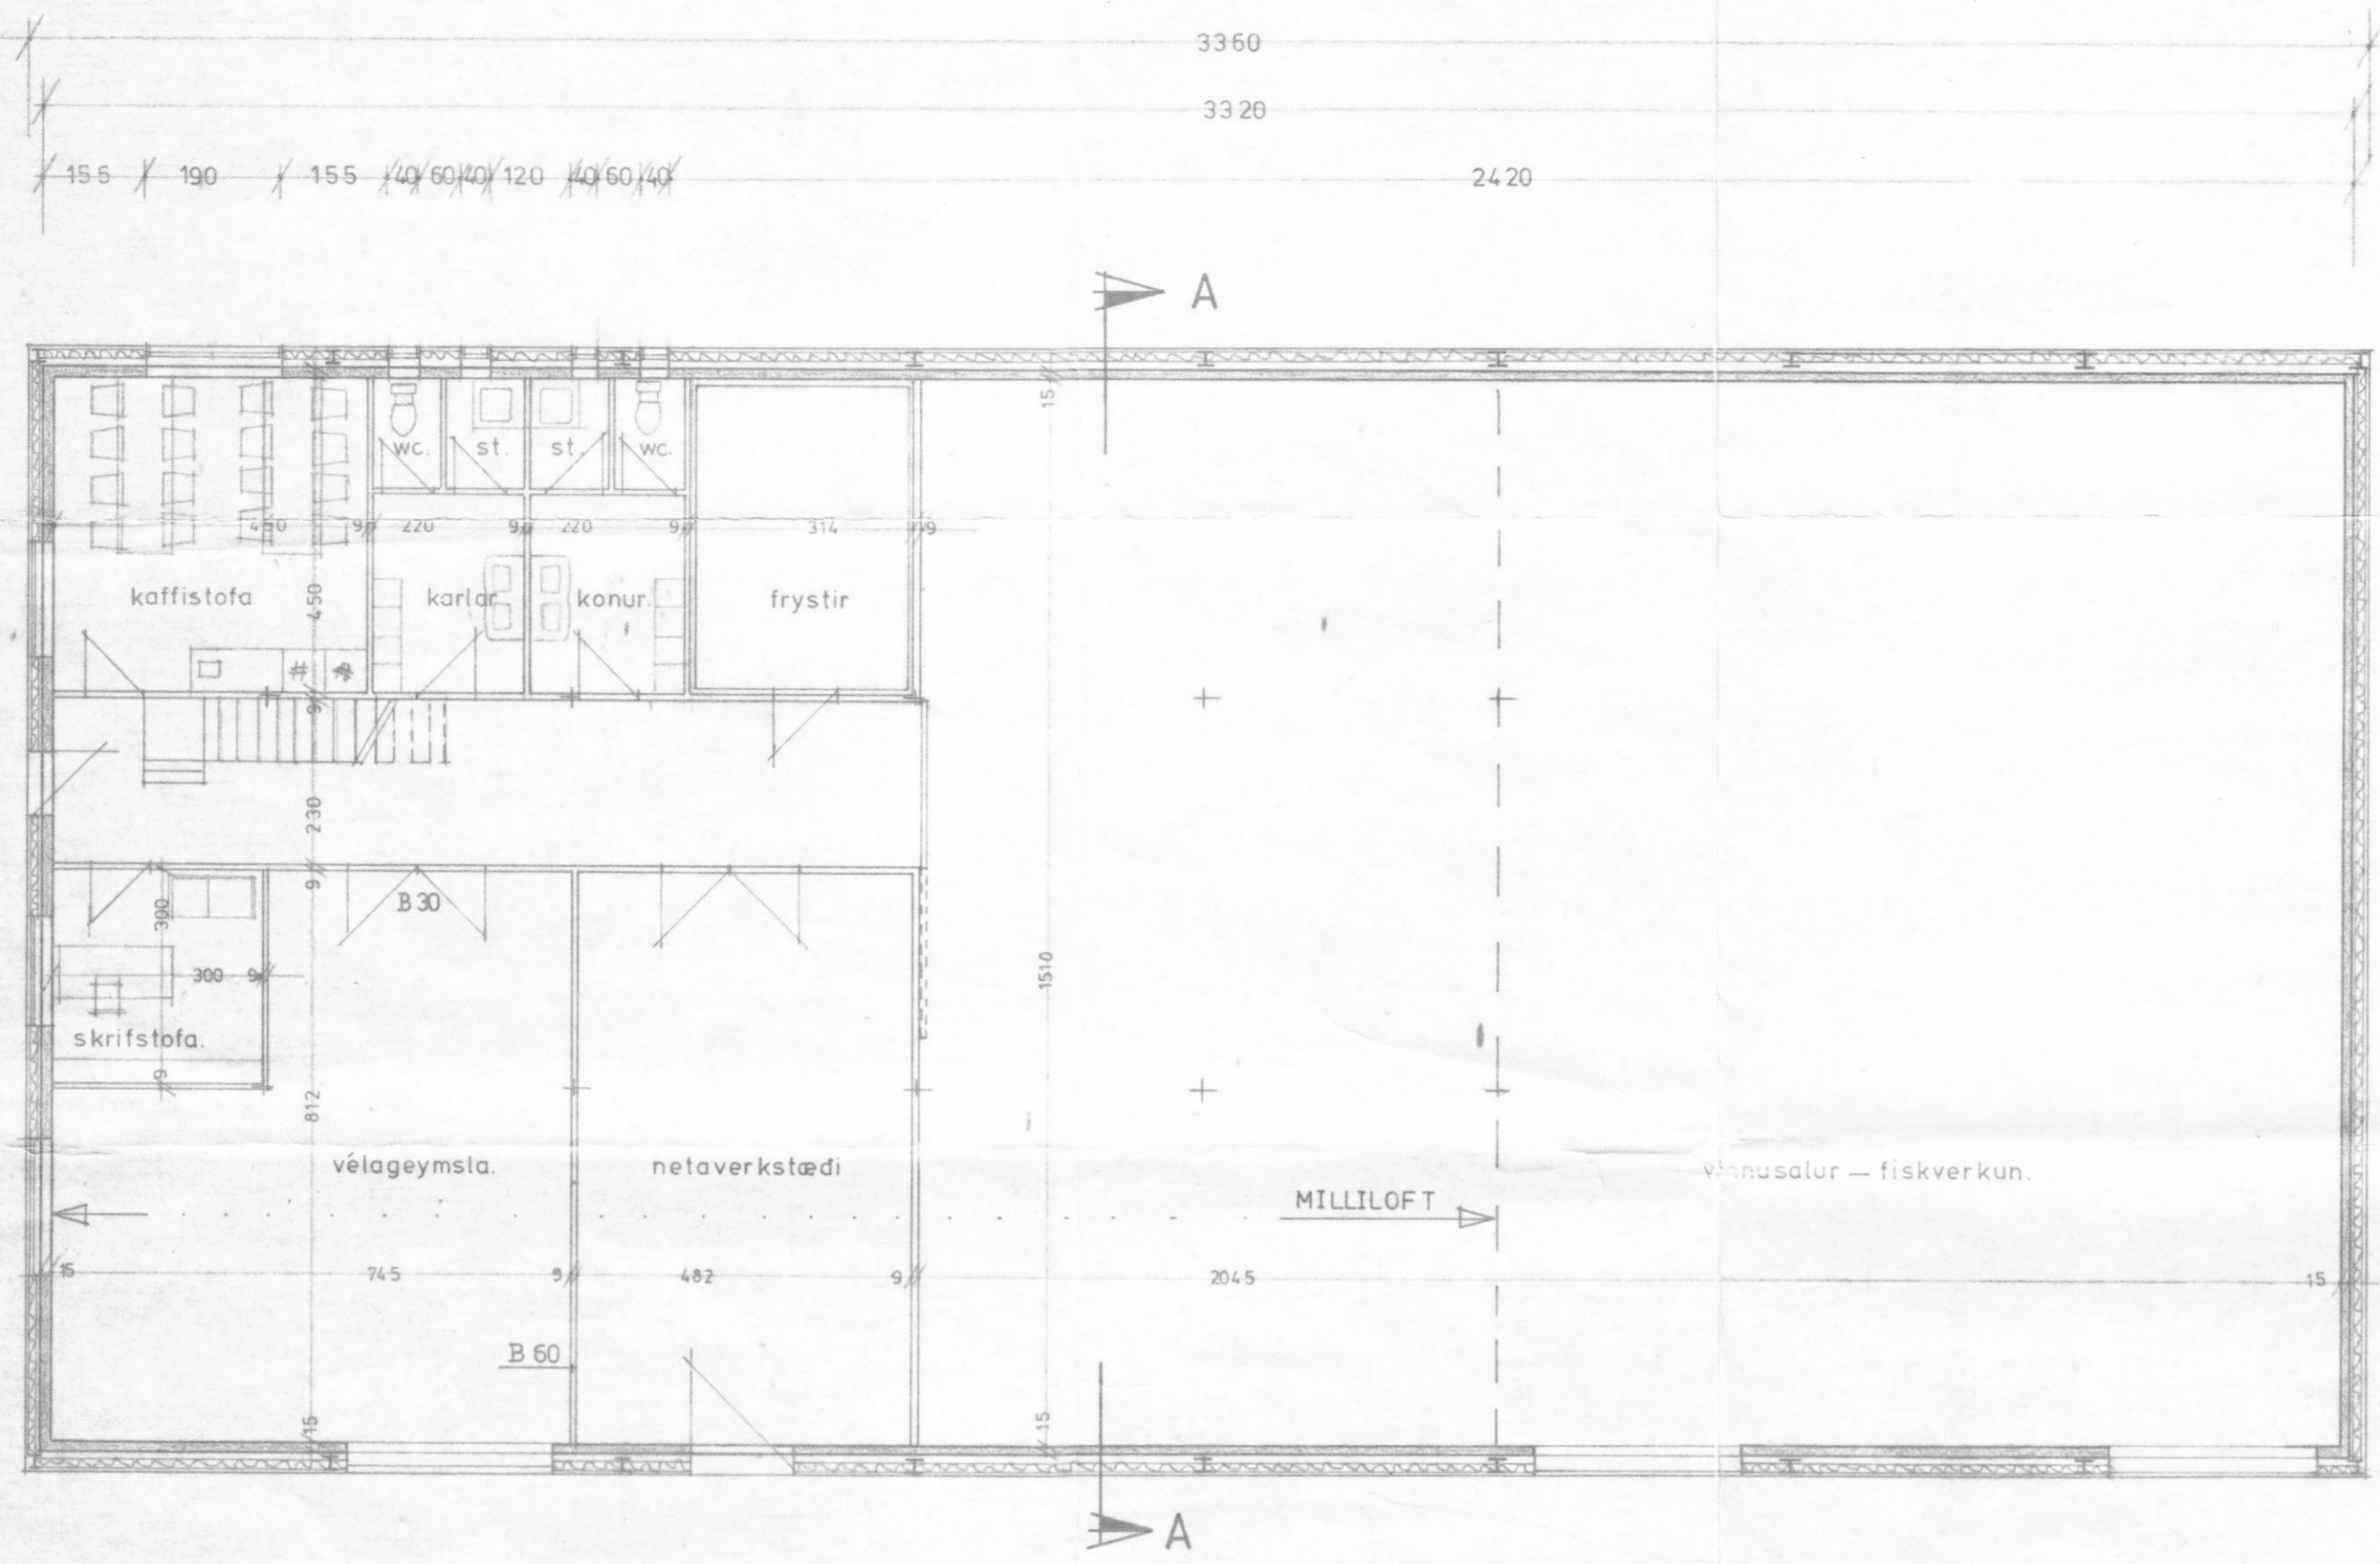 3360
3320
155 190 155 40 60 40 120 40 60 40 2420
A
15
wc. st. st. wc.
9 220 9 220 9 314 9
kaffistofa karlar konur. frystir
450
9
230
9
B 30
300
300 9
1510
skrifstofa.
9
812
vélageymsla. netaverkstæði
salur — fiskverkun.
MILLILOFT
15 745 9 482 9 2045 15
B 60
15 15
A